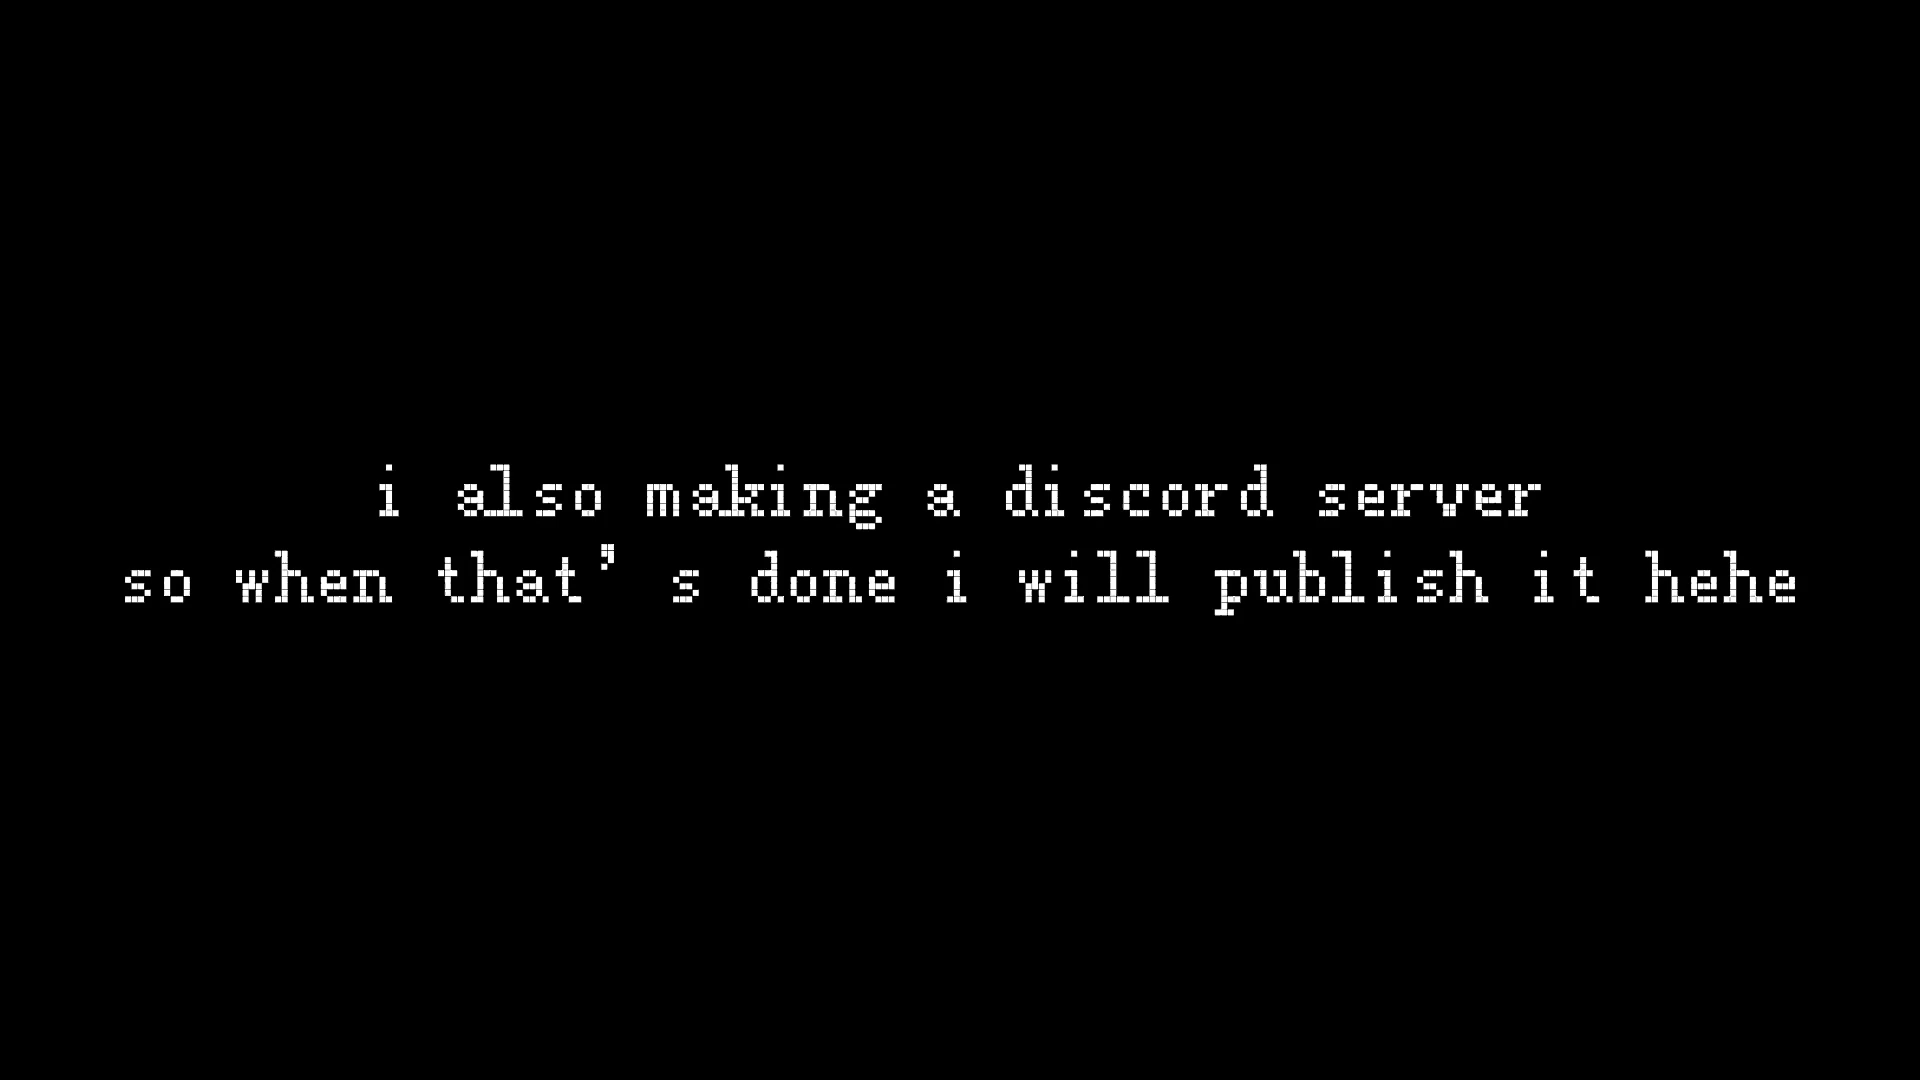 i also making a discord server
so when that’s done i will publish it hehe